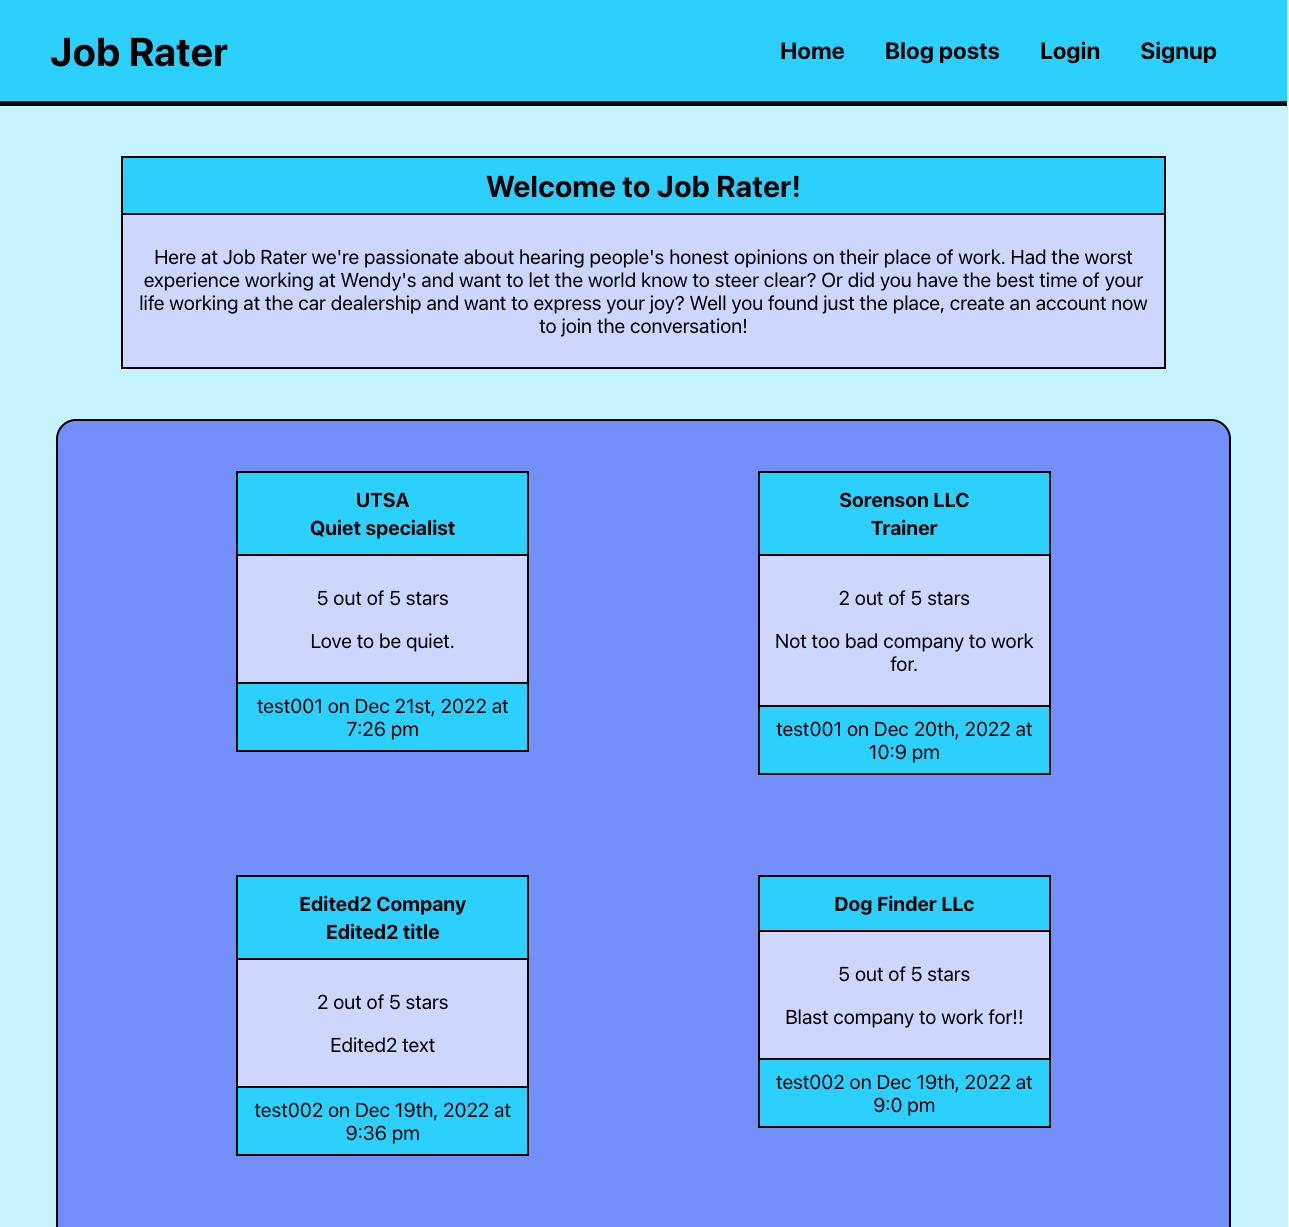 Job Rater
Home Blog posts Login Signup
Welcome to Job Rater!
Here at Job Rater we're passionate about hearing people's honest opinions on their place of work. Had the worst
experience working at Wendy's and want to let the world know to steer clear? Or did you have the best time of your
life working at the car dealership and want to express your joy? Well you found just the place, create an account now
to join the conversation!
UTSA
Quiet specialist
5 out of 5 stars
Love to be quiet.
test001 on Dec 21st, 2022 at
7:26 pm
Sorenson LLC
Trainer
2 out of 5 stars
Not too bad company to work
for.
test001 on Dec 20th, 2022 at
10:9 pm
Edited2 Company
Edited2 title
2 out of 5 stars
Edited2 text
test002 on Dec 19th, 2022 at
9:36 pm
Dog Finder LLc
5 out of 5 stars
Blast company to work for!!
test002 on Dec 19th, 2022 at
9:0 pm